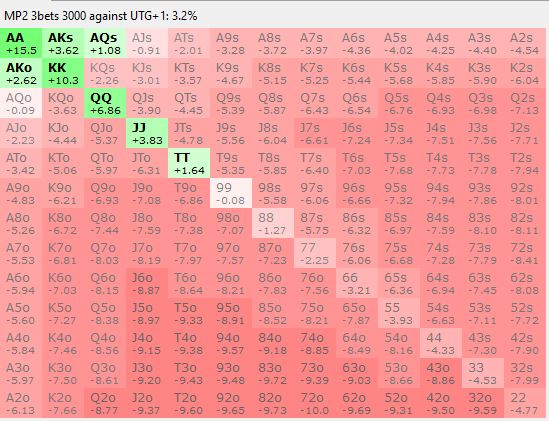 MP2 3bets 3000 against UTG+1: 3.2%
AA AKs AQs AJs ATs A9s A8s A7s A6s A5s A4s A3s A2s
+15.5 +3.62 +1.08 -0.91 -2.01 -3.28 -3.72 -3.97 -4.36 -4.02 -4.25 -4.40 -4.54
AKo KK KQs KJs KTs K9s K8s K7s K6s K5s K4s K3s K2s
+2.62 +10.3 -2.26 -3.01 -3.57 -4.67 -5.15 -5.25 -5.44 -5.68 -5.85 -5.90 -6.04
AQo KQo QQ QJs QTs Q9s Q8s Q7s Q6s Q5s Q4s Q3s Q2s
-0.09 -3.63 +6.86 -3.90 -4.45 -5.39 -5.87 -6.43 -6.54 -6.76 -6.93 -6.98 -7.13
AJo KJo QJo JJ JTs J9s J8s J7s J6s J5s J4s J3s J2s
-2.23 -4.44 -5.37 +3.83 -4.78 -5.56 -6.04 -6.61 -7.24 -7.34 -7.51 -7.56 -7.71
ATo KTo QTo JTo TT T9s T8s T7s T6s T5s T4s T3s T2s
-3.42 -5.06 -5.97 -6.31 +1.64 -5.35 -5.85 -6.40 -7.03 -7.68 -7.73 -7.78 -7.94
A9o K9o Q9o J9o T9o 99 98s 97s 96s 95s 94s 93s 92s
-4.83 -6.21 -6.93 -7.08 -6.86 -0.08 -5.58 -6.06 -6.66 -7.32 -7.94 -7.86 -8.01
A8o K8o Q8o J8o T8o 98o 88 87s 86s 85s 84s 83s 82s
-5.26 -6.72 -7.44 -7.59 -7.38 -7.07 -1.27 -5.75 -6.32 -6.97 -7.59 -8.10 -8.11
A7o K7o Q7o J7o T7o 97o 87o 77 76s 75s 74s 73s 72s
-5.53 -6.81 -8.03 -8.19 -7.97 -7.57 -7.23 -2.25 -6.06 -6.68 -7.28 -7.79 -8.41
A6o K6o Q6o J6o T6o 96o 86o 76o 66 65s 64s 63s 62s
-5.94 -7.03 -8.15 -8.87 -8.64 -8.21 -7.83 -7.56 -3.21 -6.36 -6.94 -7.45 -8.08
A5o K5o Q5o J5o T5o 95o 85o 75o 65o 55 54s 53s 52s
-5.60 -7.27 -8.38 -8.97 -9.33 -8.91 -8.52 -8.21 -7.87 -3.93 -6.63 -7.11 -7.72
A4o K4o Q4o J4o T4o 94o 84o 74o 64o 54o 44 43s 42s
-5.84 -7.46 -8.56 -9.15 -9.38 -9.57 -9.18 -8.85 -8.49 -8.16 -4.33 -7.30 -7.90
A3o K3o Q3o J3o T3o 93o 83o 73o 63o 53o 43o 33 32s
-5.97 -7.50 -8.61 -9.20 -9.43 -9.48 -9.72 -9.39 -9.03 -8.66 -8.86 -4.53 -7.99
A2o K2o Q2o J2o T2o 92o 82o 72o 62o 52o 42o 32o 22
-6.13 -7.66 -8.77 -9.37 -9.60 -9.65 -9.73 -10.0 -9.69 -9.31 -9.50 -9.59 -4.77